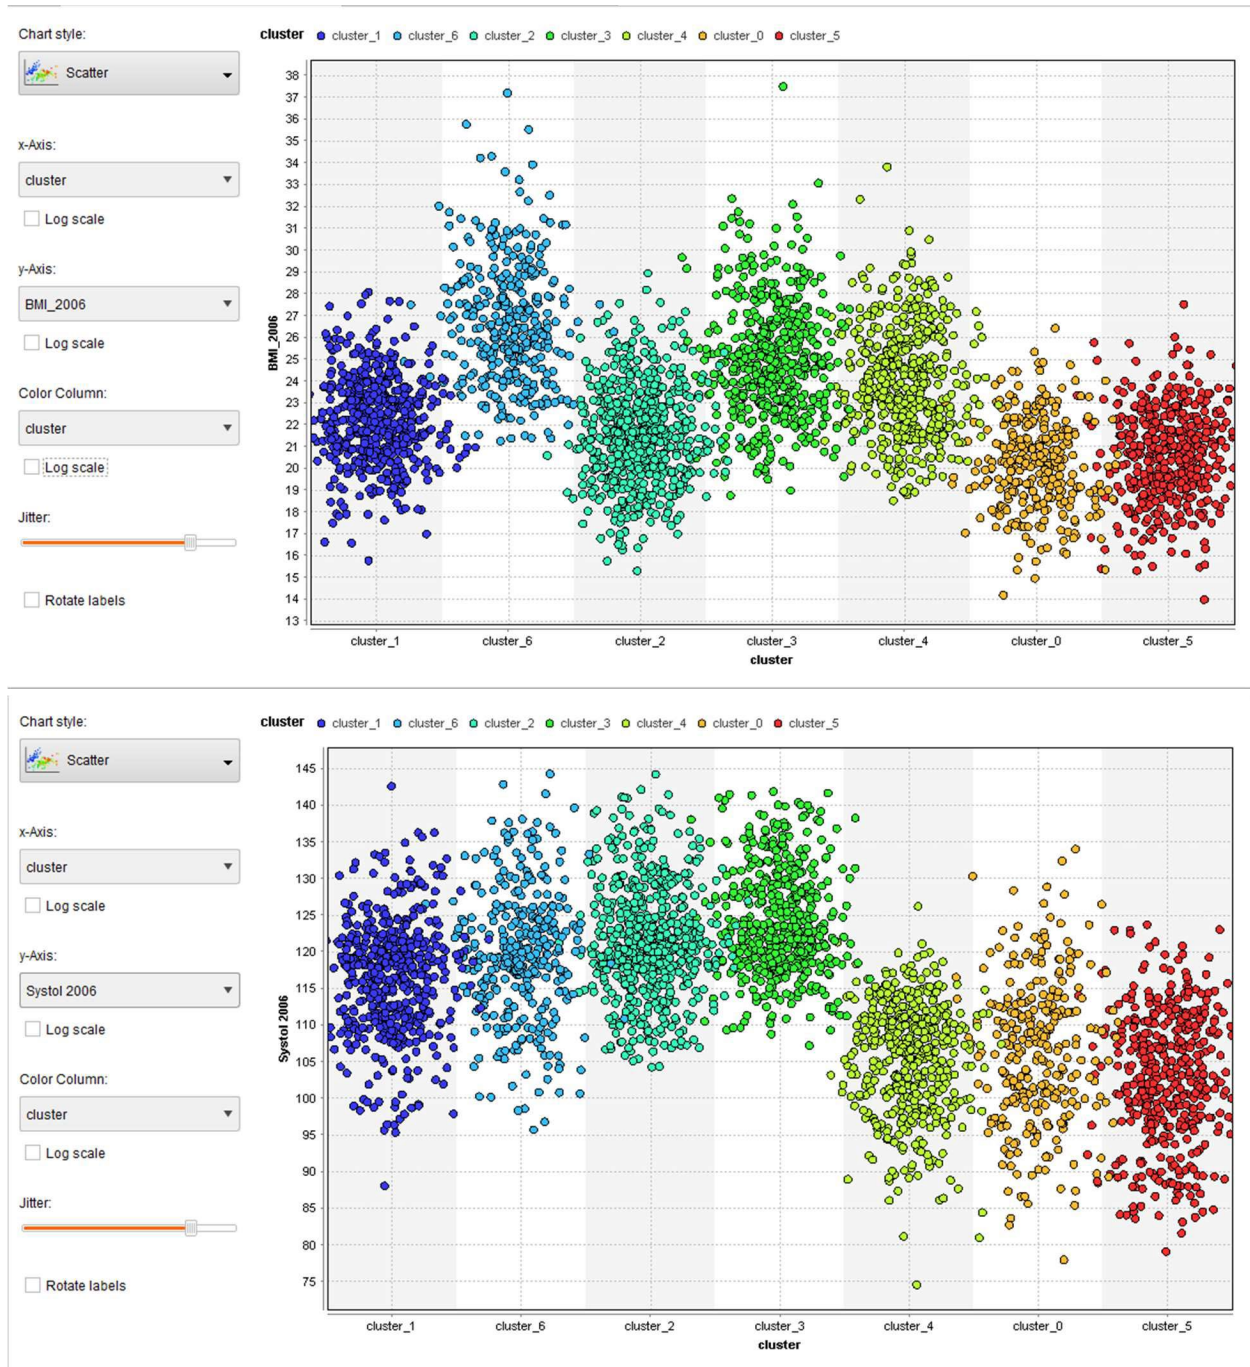 Chart style:
Scatter
x-Axis:
cluster
Log scale
y-Axis:
BMI_2006
Log scale
Color Column:
cluster
Log scale
Jitter:
Rotate labels
cluster cluster_1 cluster_6 cluster_2 cluster_3 cluster_4 cluster_0 cluster_5
38
37
36
35
34
33
32
31
30
29
28
27
26
25
24
23
22
21
20
19
18
17
16
15
14
13
BMI_2006
cluster_1 cluster_6 cluster_2 cluster_3 cluster_4 cluster_0 cluster_5
cluster
Chart style:
Scatter
x-Axis:
cluster
Log scale
y-Axis:
Systol 2006
Log scale
Color Column:
cluster
Log scale
Jitter:
Rotate labels
cluster cluster_1 cluster_6 cluster_2 cluster_3 cluster_4 cluster_0 cluster_5
145
140
135
130
125
120
115
110
105
100
95
90
85
80
75
Systol 2006
cluster_1 cluster_6 cluster_2 cluster_3 cluster_4 cluster_0 cluster_5
cluster